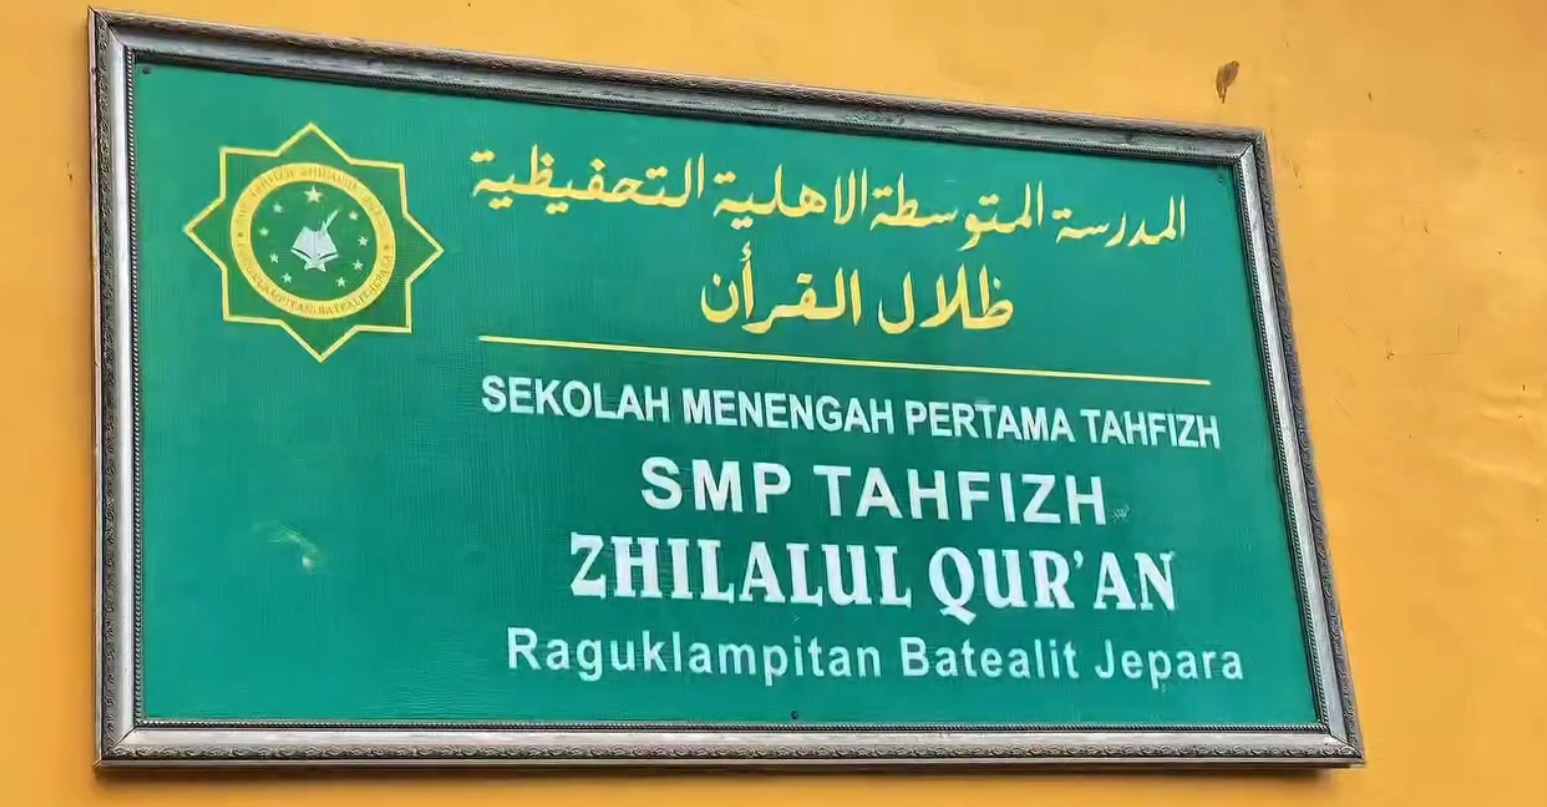 المدرسة المتوسطة الاهلية التحفيظية
ظلال القرأن
SEKOLAH MENENGAH PERTAMA TAHFIZH
SMP TAHFIZH
ZHILALUL QUR'AN
Raguklampitan Batealit Jepara